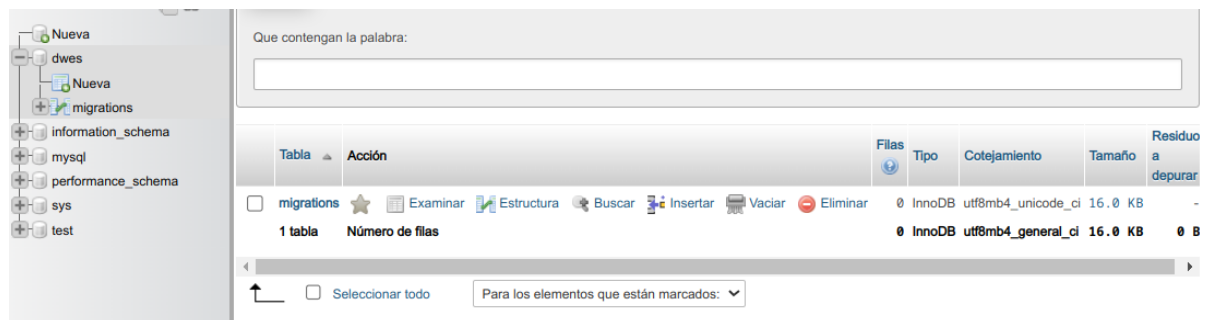 Nueva
dwes
Nueva
migrations
information_schema
mysql
performance_schema
sys
test
Que contengan la palabra:
Tabla Acción Filas Tipo Cotejamiento Tamaño Residuo a depurar
migrations Examinar Estructura Buscar Insertar Vaciar Eliminar 0 InnoDB utf8mb4_unicode_ci 16.0 KB -
1 tabla Número de filas 0 InnoDB utf8mb4_general_ci 16.0 KB 0 B
Seleccionar todo Para los elementos que están marcados: